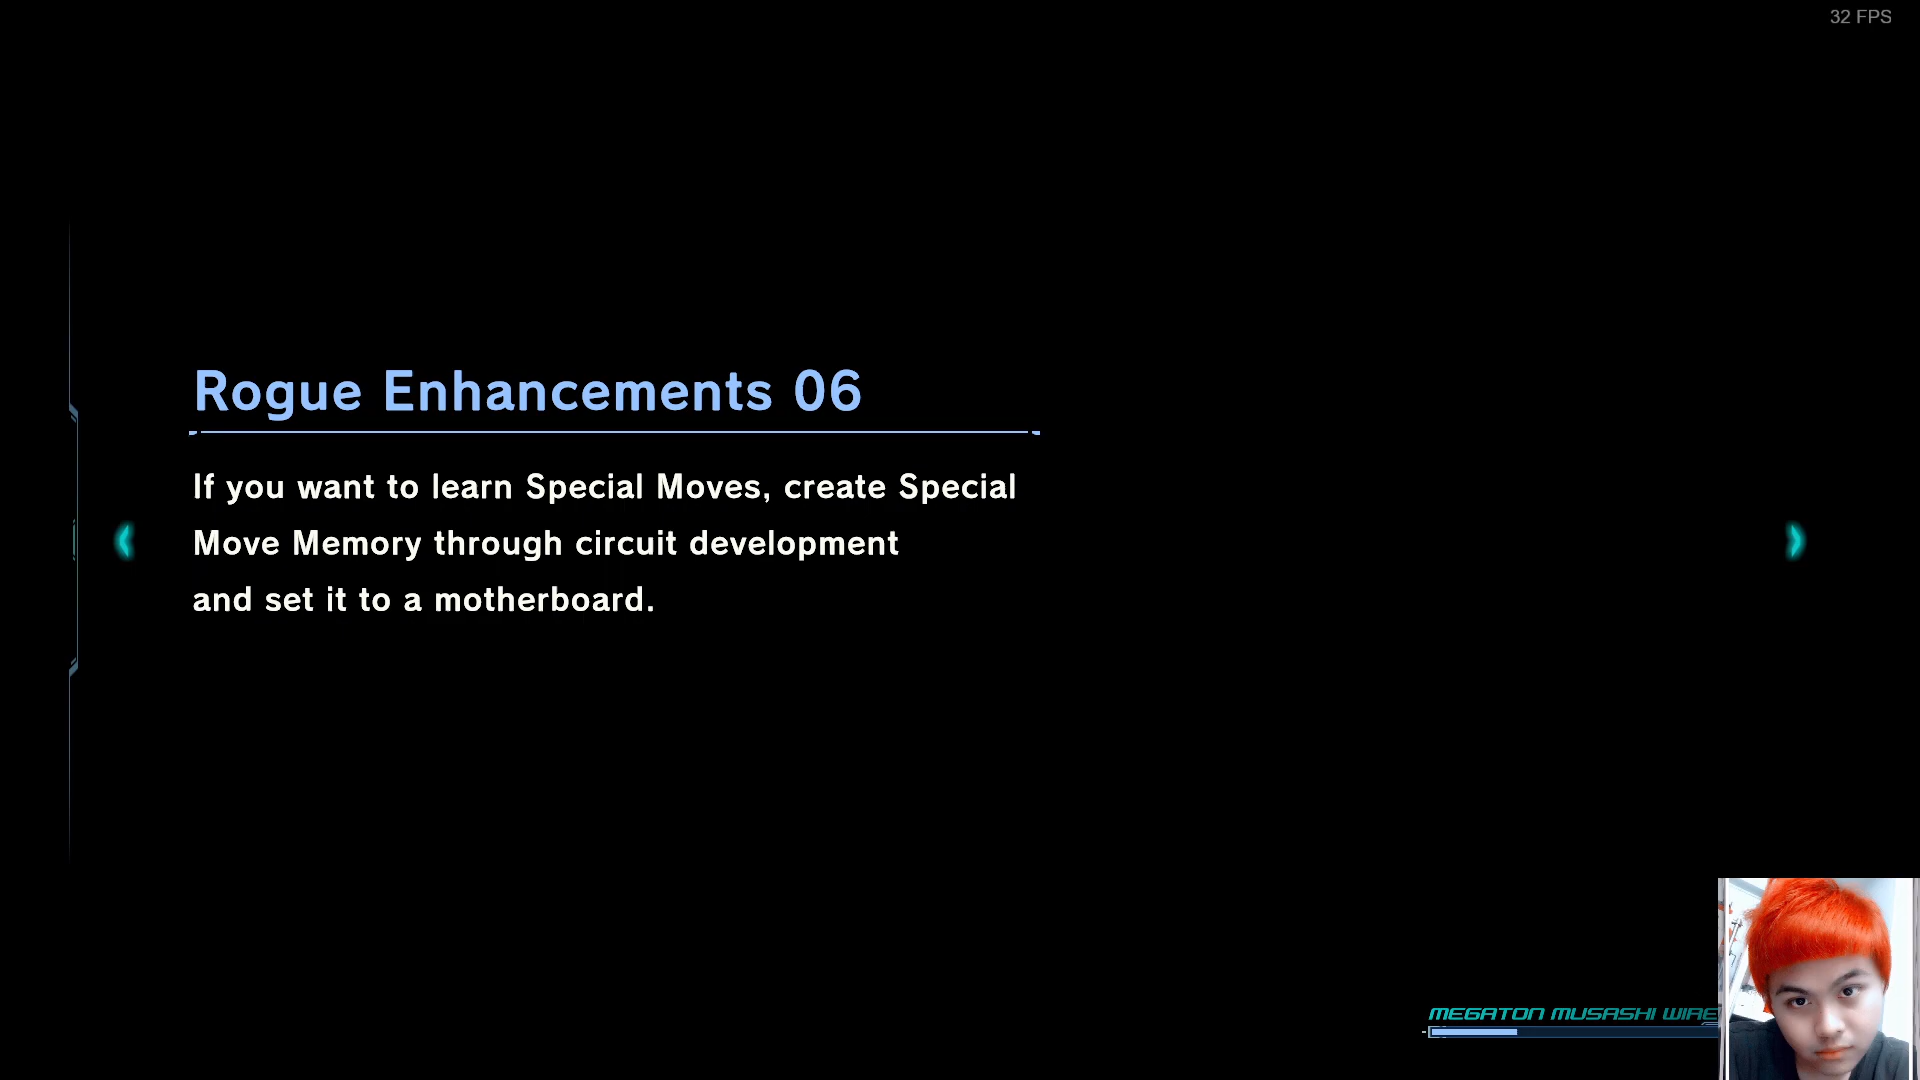 32 FPS
Rogue Enhancements 06
If you want to learn Special Moves, create Special
Move Memory through circuit development
and set it to a motherboard.
MEGATON MUSASHI WIRE